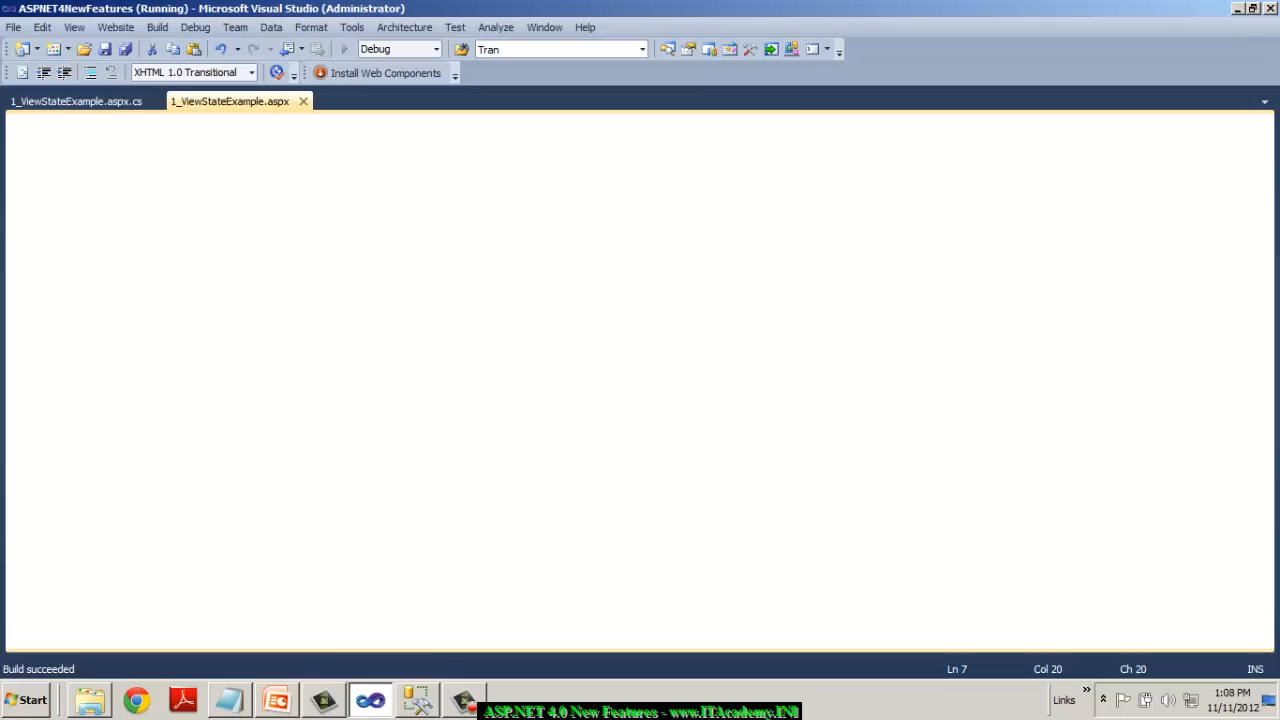 ASPNET4NewFeatures (Running) - Microsoft Visual Studio (Administrator)
File Edit View Website Build Debug Team Data Format Tools Architecture Test Analyze Window Help
Debug Tran
XHTML 1.0 Transitional Install Web Components
1_ViewStateExample.aspx.cs 1_ViewStateExample.aspx
Build succeeded Ln 7 Col 20 Ch 20 INS
Start Links 1:08 PM
11/11/2012
ASP.NET 4.0 New Features - www.ITAcademy.INI